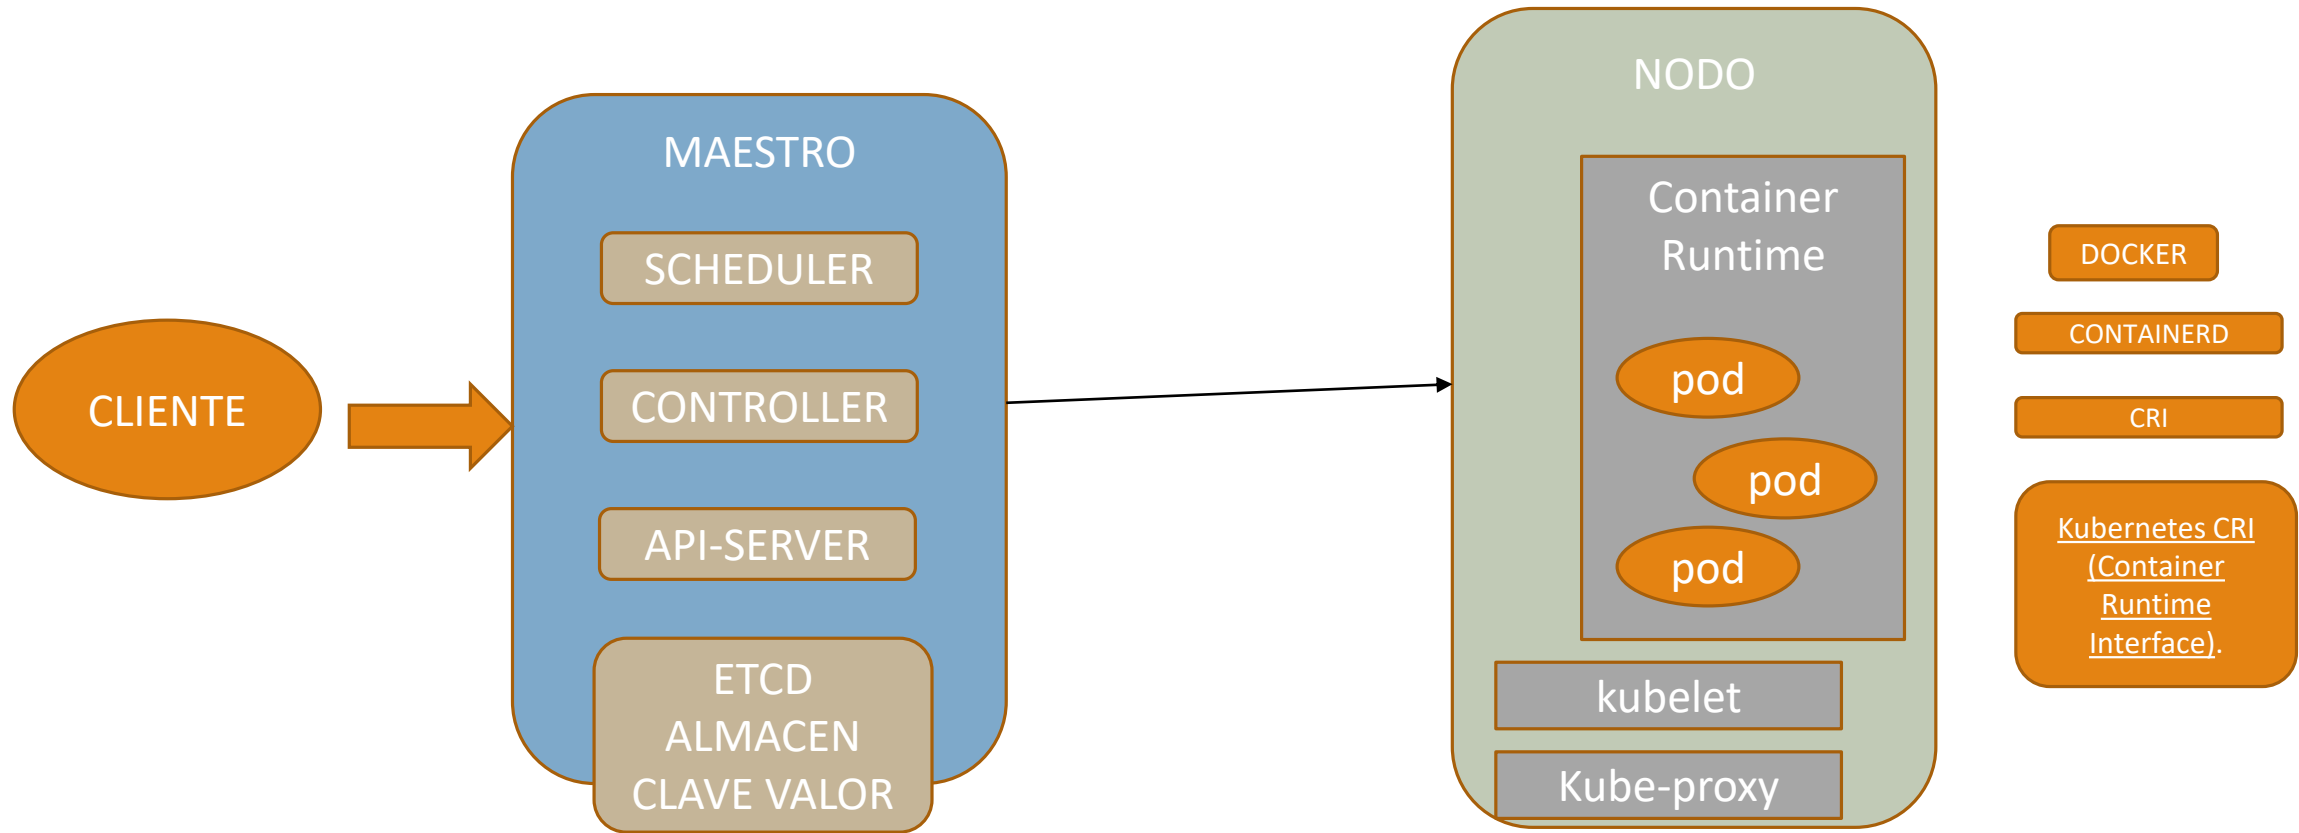 CLIENTE
MAESTRO
SCHEDULER
CONTROLLER
API-SERVER
ETCD
ALMACEN
CLAVE VALOR
NODO
Container
Runtime
pod
pod
pod
kubelet
Kube-proxy
DOCKER
CONTAINERD
CRI
Kubernetes CRI
(Container
Runtime
Interface).